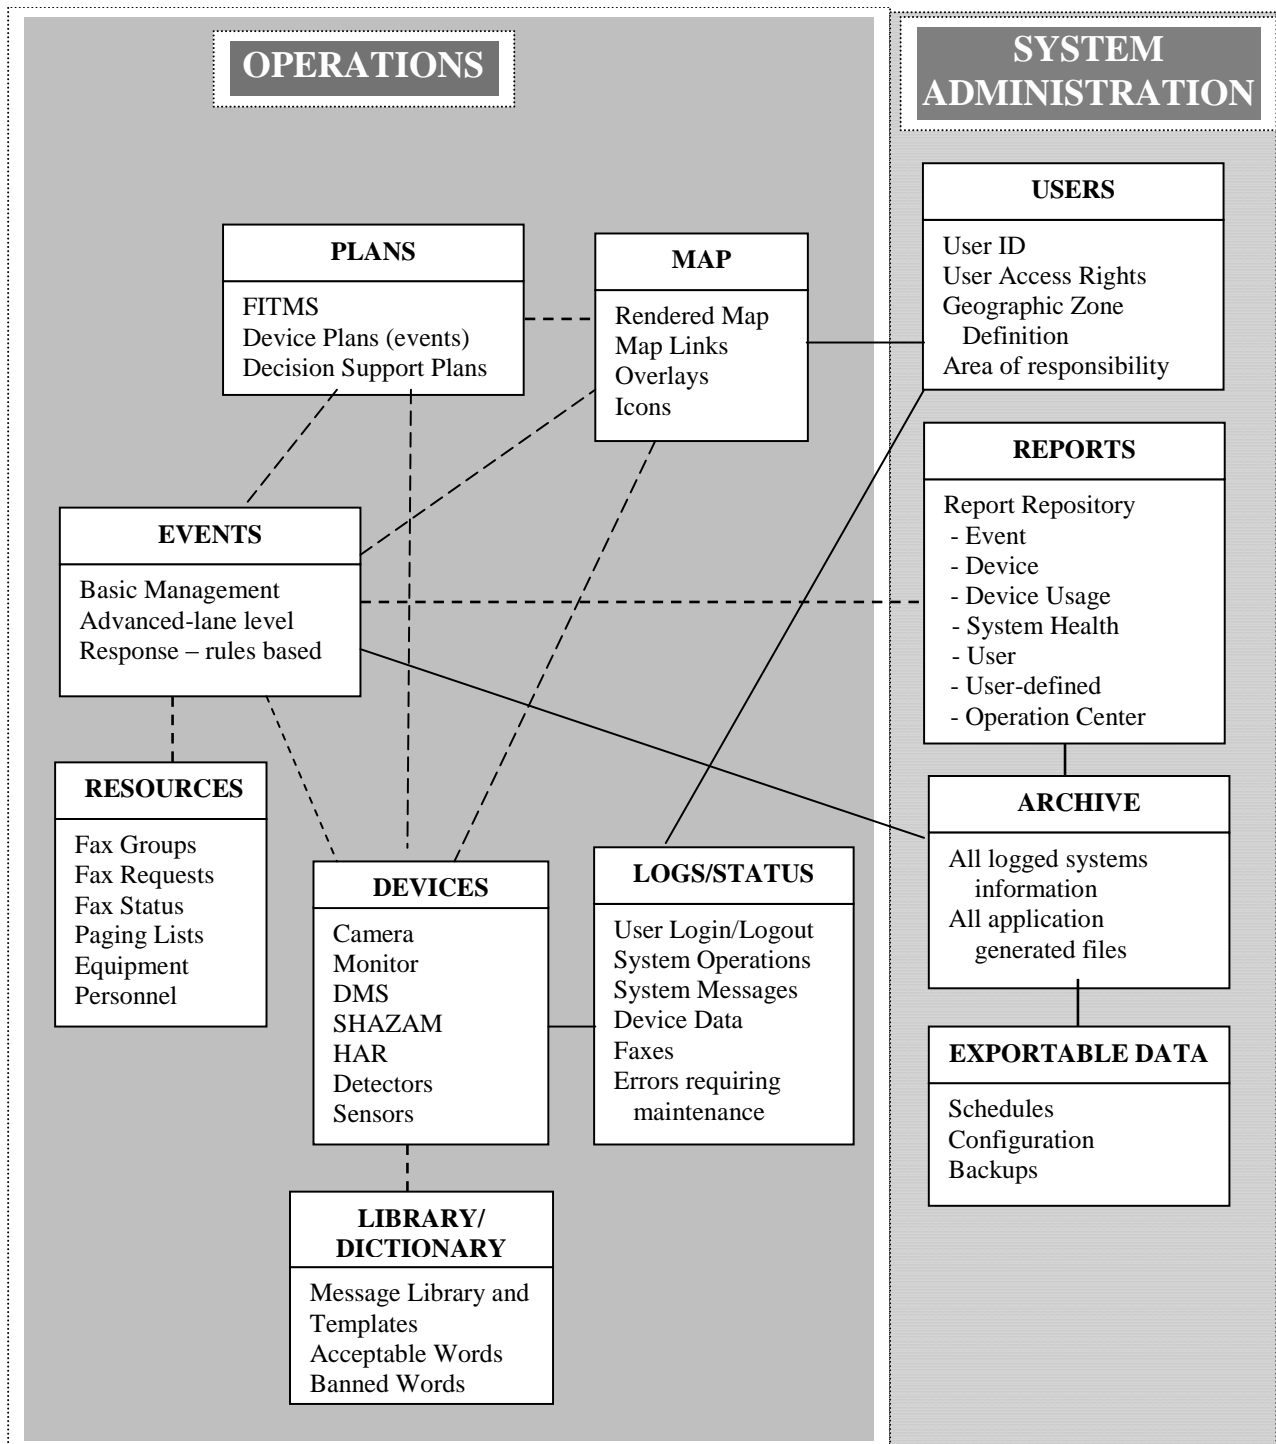 OPERATIONS
PLANS
FITMS
Device Plans (events)
Decision Support Plans
MAP
Rendered Map
Map Links
Overlays
Icons
EVENTS
Basic Management
Advanced-lane level
Response – rules based
RESOURCES
Fax Groups
Fax Requests
Fax Status
Paging Lists
Equipment
Personnel
DEVICES
Camera
Monitor
DMS
SHAZAM
HAR
Detectors
Sensors
LOGS/STATUS
User Login/Logout
System Operations
System Messages
Device Data
Faxes
Errors requiring
maintenance
LIBRARY/
DICTIONARY
Message Library and
Templates
Acceptable Words
Banned Words
SYSTEM
ADMINISTRATION
USERS
User ID
User Access Rights
Geographic Zone
Definition
Area of responsibility
REPORTS
Report Repository
- Event
- Device
- Device Usage
- System Health
- User
- User-defined
- Operation Center
ARCHIVE
All logged systems
information
All application
generated files
EXPORTABLE DATA
Schedules
Configuration
Backups